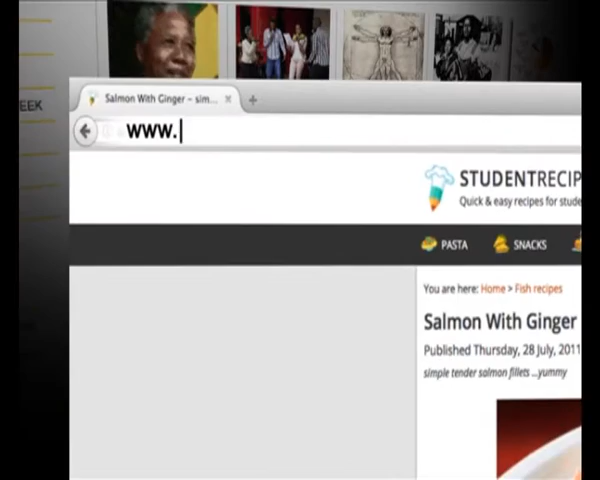 EEK
Salmon With Ginger – sim...
www.
STUDENTRECIP
Quick & easy recipes for stude
PASTA
SNACKS
You are here: Home > Fish recipes
Salmon With Ginger
Published Thursday, 28 July, 2011
simple tender salmon fillets ...yummy